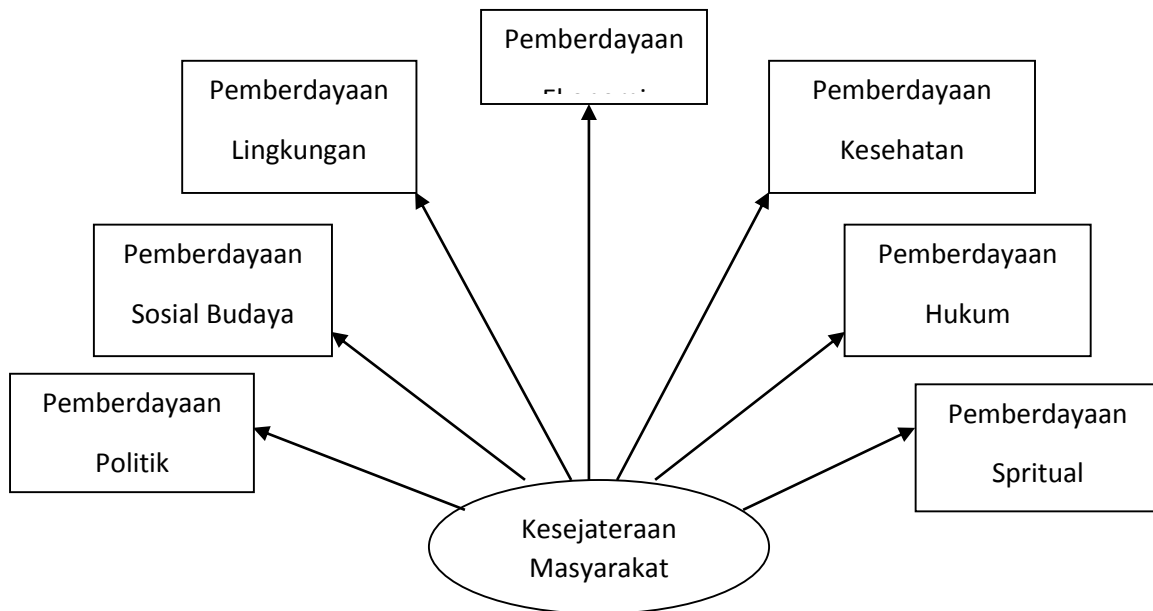 Pemberdayaan
Pemberdayaan
Lingkungan
Pemberdayaan
Kesehatan
Pemberdayaan
Sosial Budaya
Pemberdayaan
Hukum
Pemberdayaan
Politik
Pemberdayaan
Spritual
Kesejateraan
Masyarakat